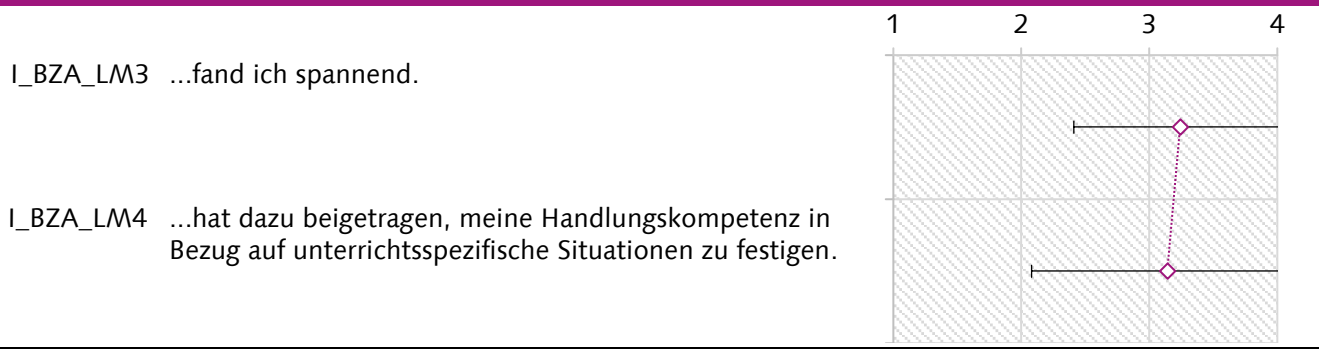 1 2 3 4
I_BZA_LM3 ...fand ich spannend.
I_BZA_LM4 ...hat dazu beigetragen, meine Handlungskompetenz in
Bezug auf unterrichtsspezifische Situationen zu festigen.